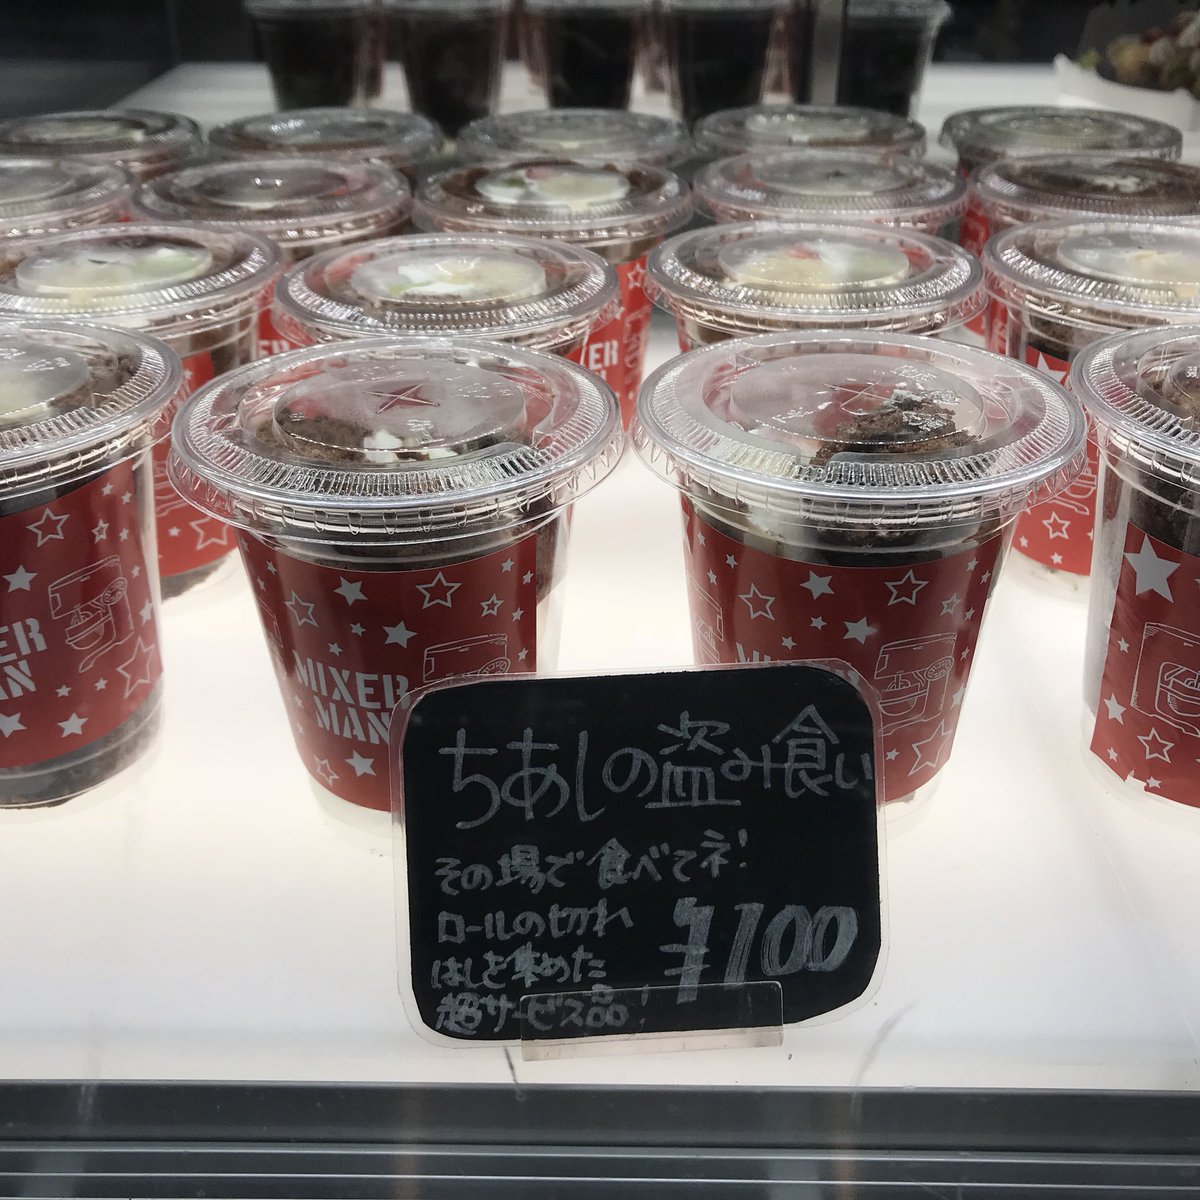 MIXER
MAN
MIXER
MAN
ちあしの盗み食い
その場で食べてネ!
ロールの切れ
はしを集めた
超サービス品!
¥100